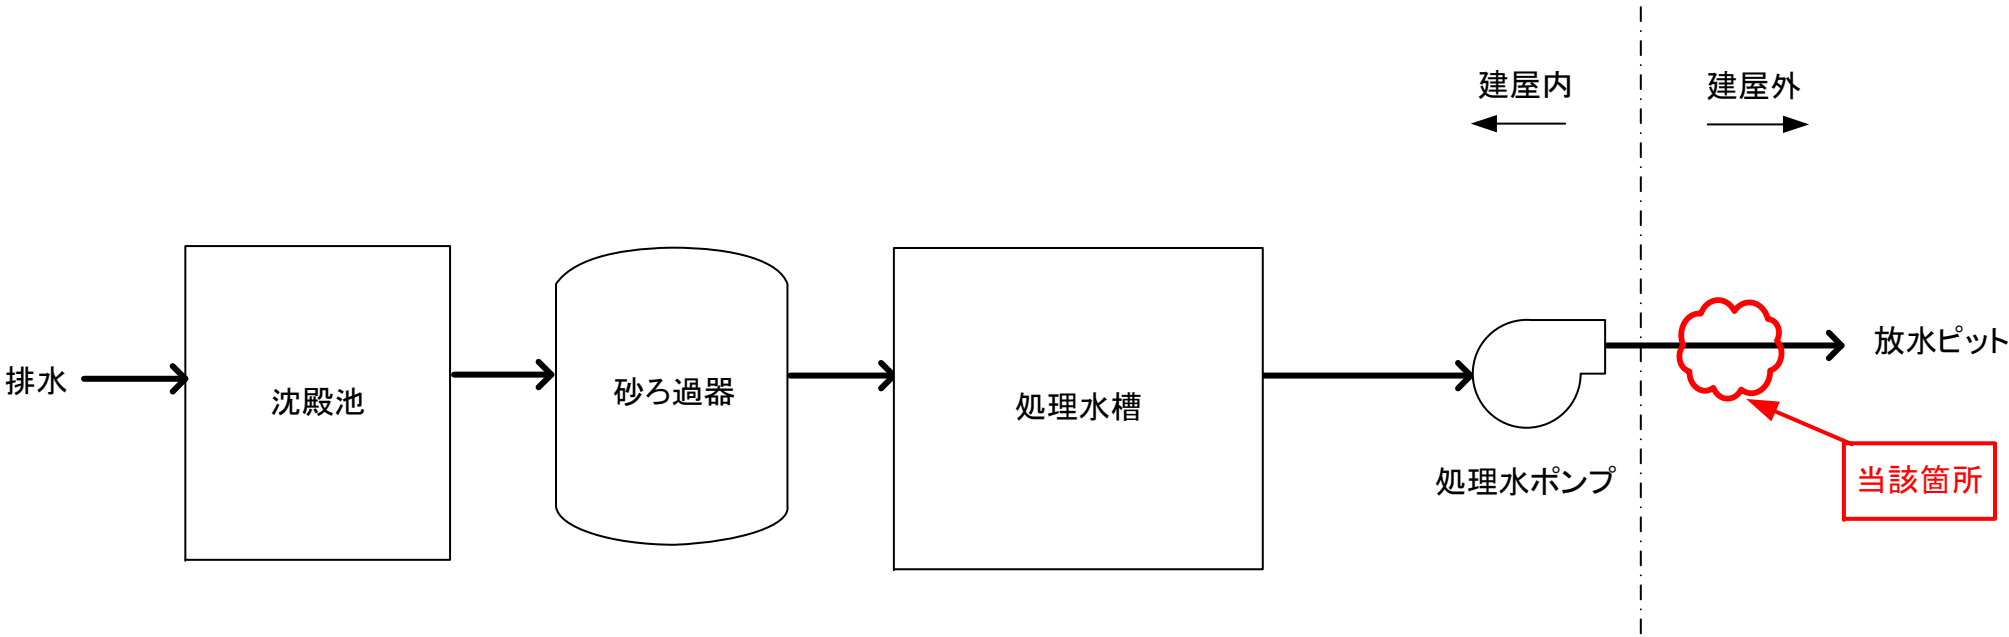 建屋内
建屋外
排水
沈殿池
砂ろ過器
処理水槽
処理水ポンプ
放水ピット
当該箇所